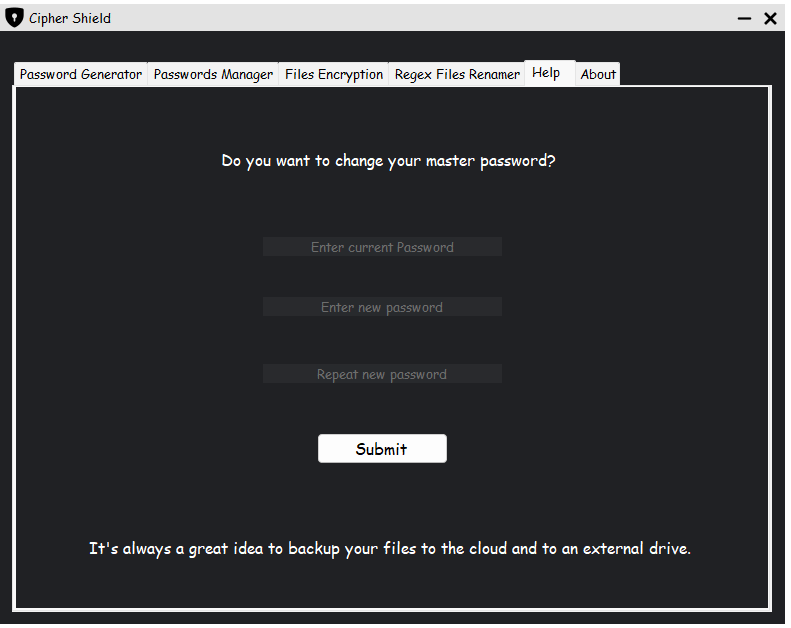 Cipher Shield
Password Generator Passwords Manager Files Encryption Regex Files Renamer Help About
Do you want to change your master password?
Enter current Password
Enter new password
Repeat new password
Submit
It's always a great idea to backup your files to the cloud and to an external drive.